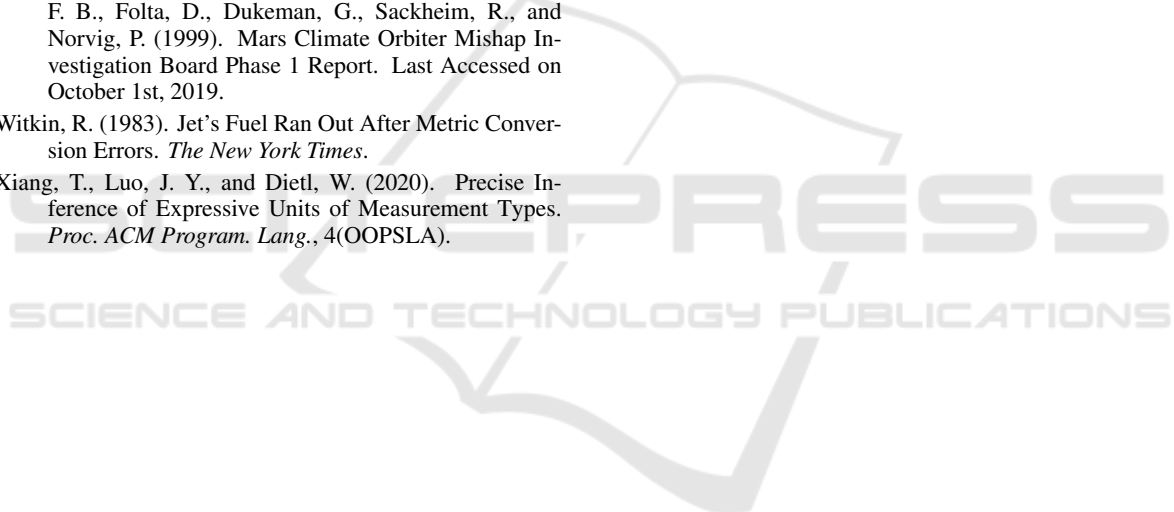 F. B., Folta, D., Dukeman, G., Sackheim, R., and
Norvig, P. (1999). Mars Climate Orbiter Mishap In-
vestigation Board Phase 1 Report. Last Accessed on
October 1st, 2019.
Witkin, R. (1983). Jet's Fuel Ran Out After Metric Conver-
sion Errors. The New York Times.
Xiang, T., Luo, J. Y., and Dietl, W. (2020). Precise In-
ference of Expressive Units of Measurement Types.
Proc. ACM Program. Lang., 4(OOPSLA).
SCITEPRESS
SCIENCE AND TECHNOLOGY PUBLICATIONS